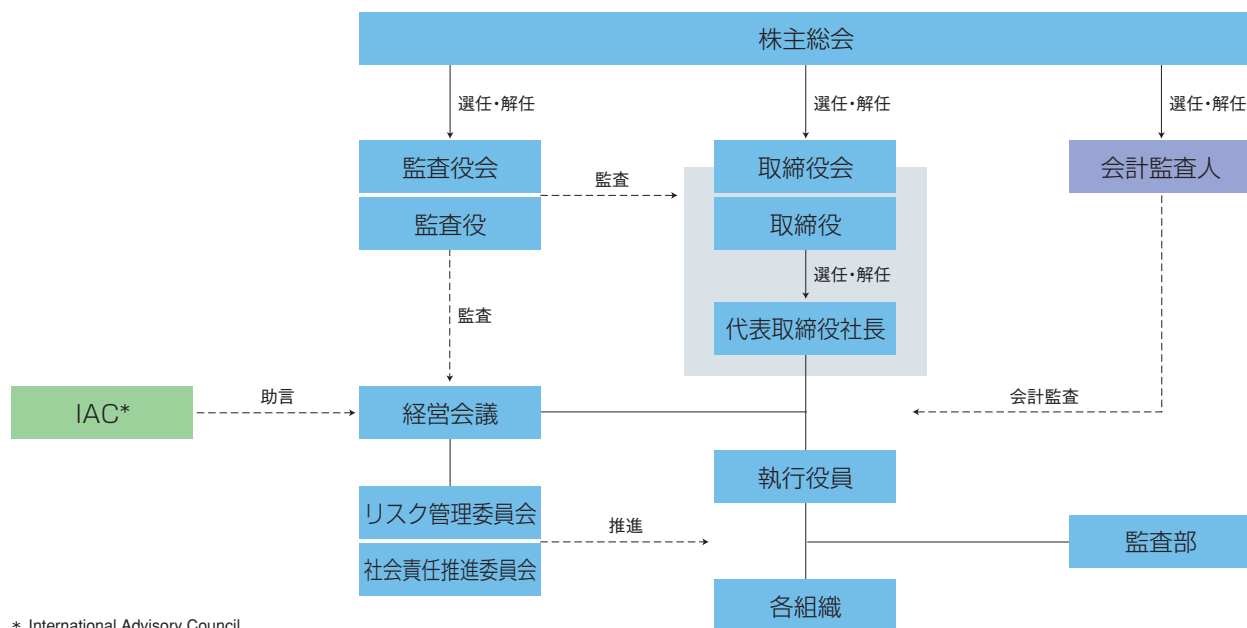 株主総会
選任・解任
選任・解任
選任・解任
監査役会
監査
取締役会
会計監査人
監査役
取締役
選任・解任
監査
代表取締役社長
IAC*
助言
経営会議
会計監査
執行役員
リスク管理委員会
推進
監査部
社会責任推進委員会
各組織
* International Advisory Council